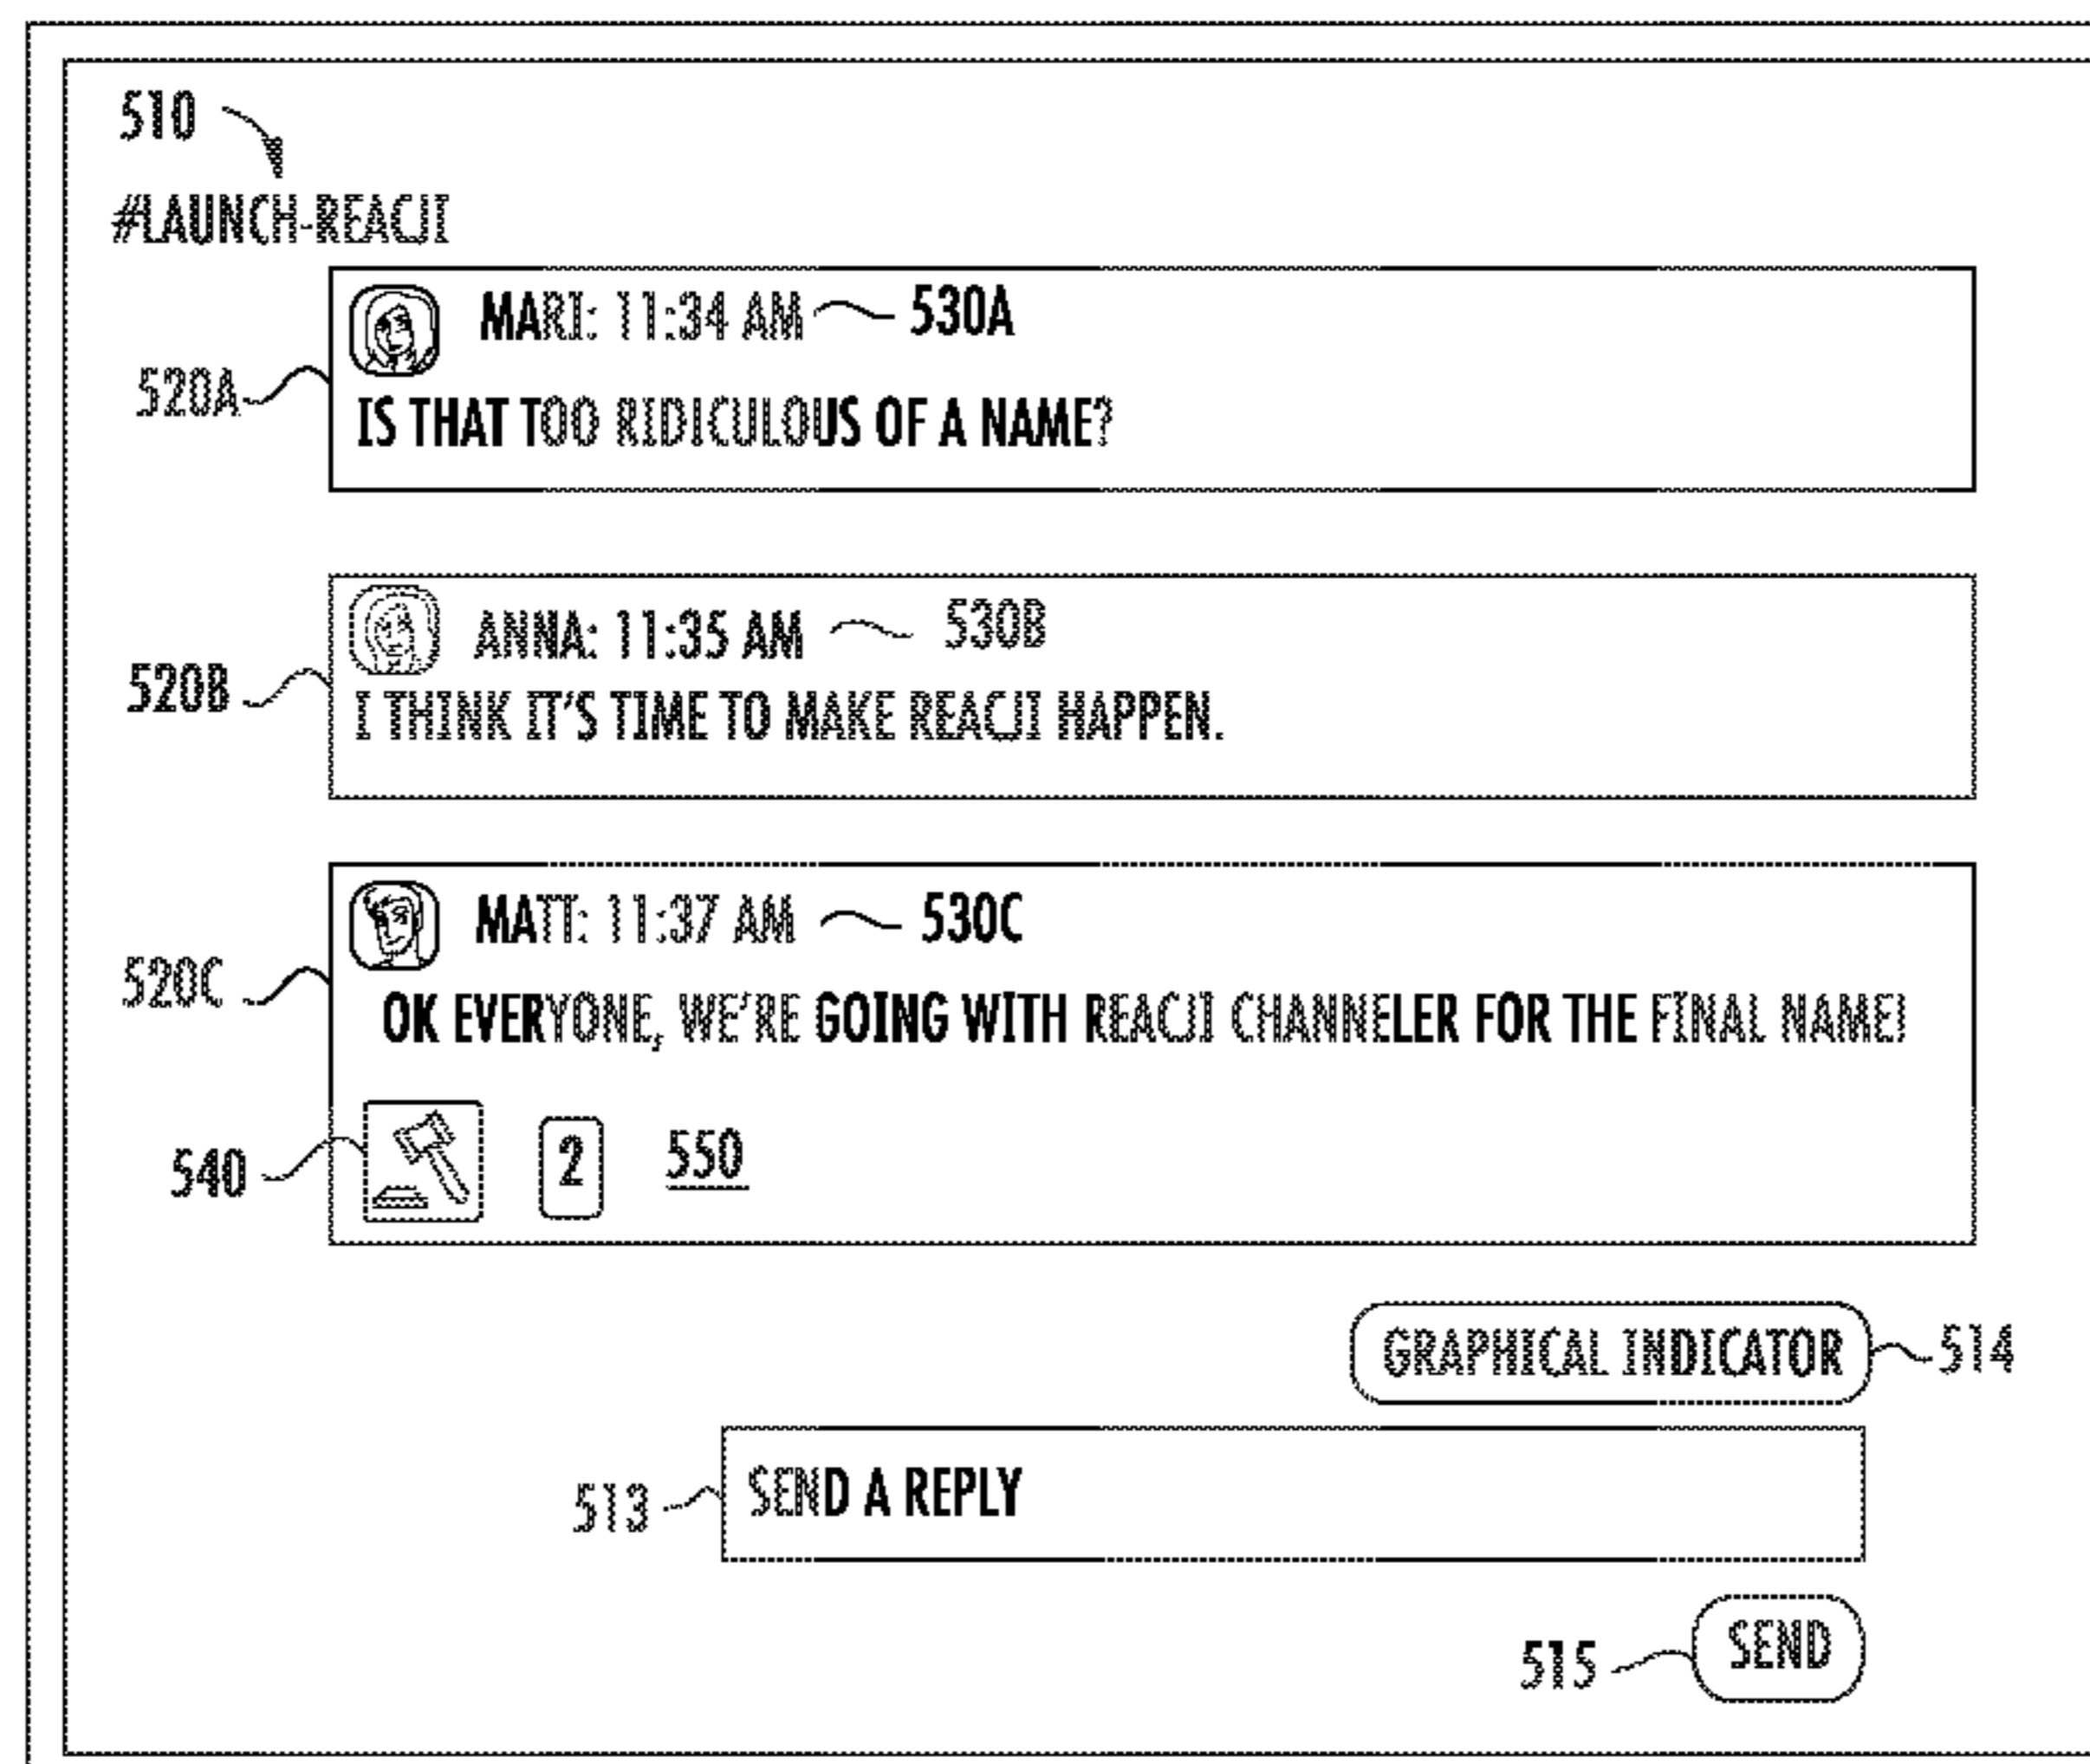 510
#LAUNCH-REACJI
MARI: 11:34 AM 530A
520A
IS THAT TOO RIDICULOUS OF A NAME?
ANNA: 11:35 AM 530B
520B
I THINK IT'S TIME TO MAKE REACJI HAPPEN.
MATT: 11:37 AM 530C
520C
OK EVERYONE, WE'RE GOING WITH REACJI CHANNELER FOR THE FINAL NAME!
540 2 550
GRAPHICAL INDICATOR 514
513 SEND A REPLY
515 SEND